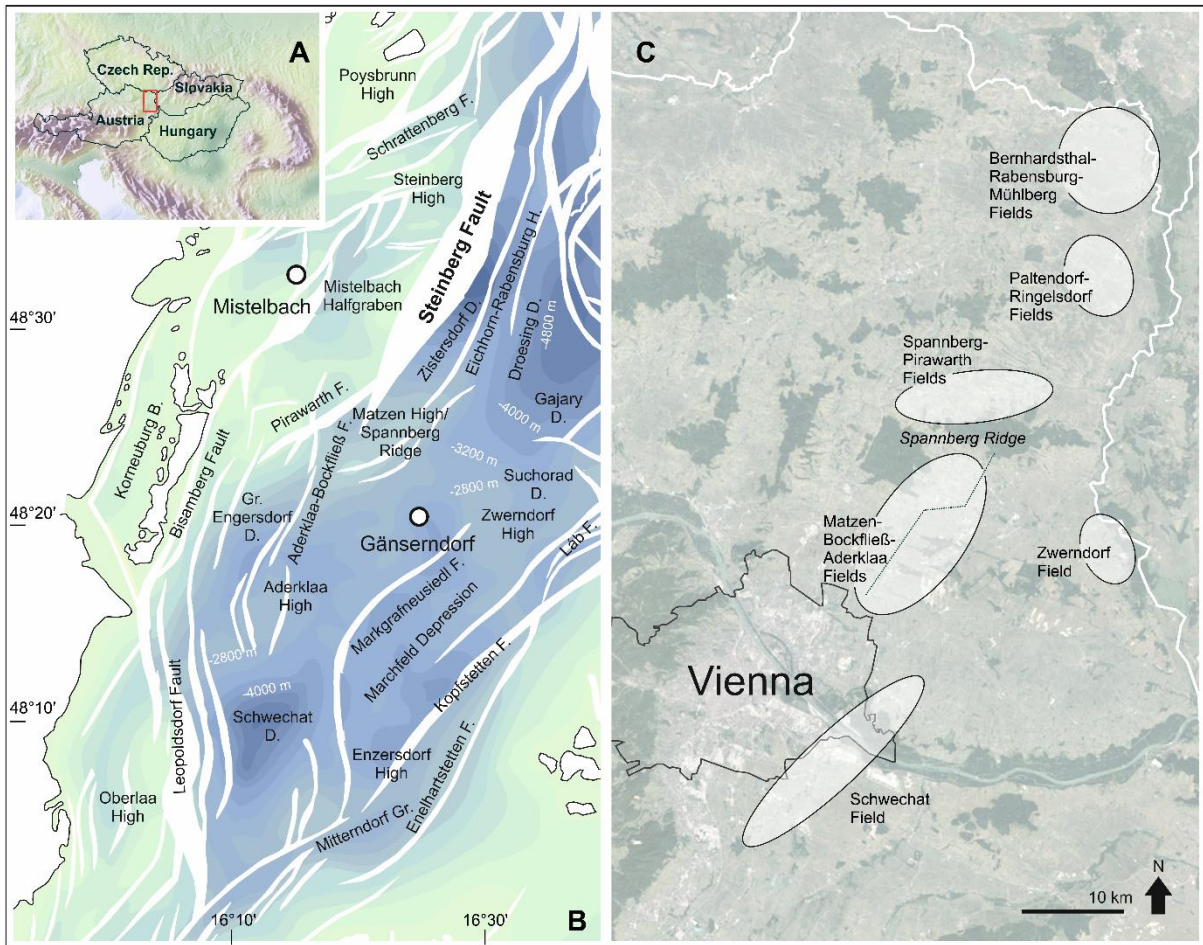 A
Czech Rep.
Slovakia
Austria
Hungary
Poysbrunn
High
Schrattenberg F.
Steinberg
High
Steinberg Fault
Mistelbach
Mistelbach
Halfgraben
Zistersdorf D.
Eichhorn-Rabensburg H.
Droesing D.
-4800 m
48°30'
Korneuburg B.
Bisamberg Fault
Pirawarth F.
Matzen High/
Spannberg
Ridge
Gajary
D.
-4000 m
-3200 m
-2800 m
Gr.
Engersdorf
D.
Aderklaa-Bockfließ F.
Suchorad
D.
Zwerndorf
High
48°20'
Gänserndorf
Láb F.
Aderklaa
High
Markgrafneusiedl F.
Marchfeld Depression
Kopfstetten F.
-2800 m
-4000 m
48°10'
Leopoldsdorf Fault
Schwechat
D.
Enzersdorf
High
Enelhartstetten F.
Oberlaa
High
Mitterndorf Gr.
16°10'
16°30'
B
C
Bernhardsthal-
Rabensburg-
Mühlberg
Fields
Paltendorf-
Ringelsdorf
Fields
Spannberg-
Pirawarth
Fields
Spannberg Ridge
Matzen-
Bockfließ-
Aderklaa
Fields
Zwerndorf
Field
Vienna
Schwechat
Field
N
10 km